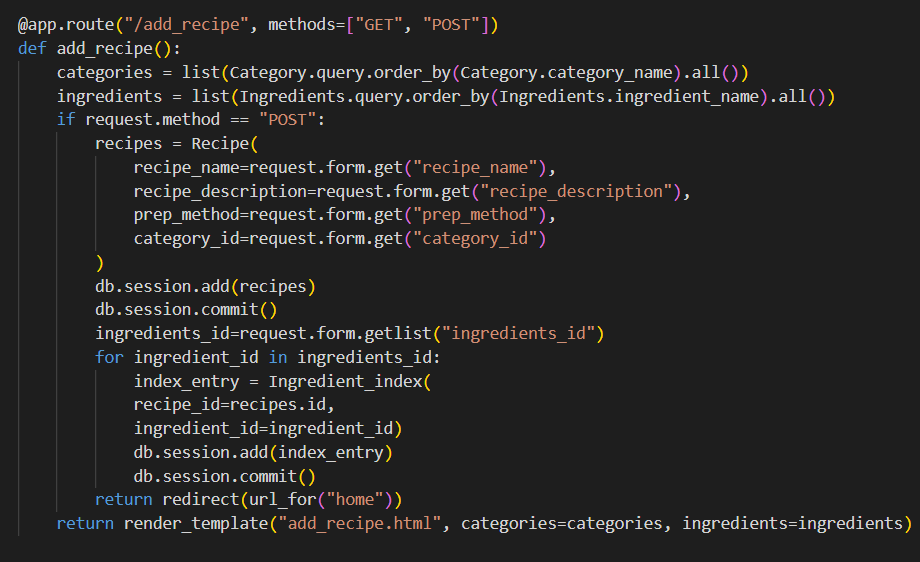 @app.route("/add_recipe", methods=["GET", "POST"])
def add_recipe():
    categories = list(Category.query.order_by(Category.category_name).all())
    ingredients = list(Ingredients.query.order_by(Ingredients.ingredient_name).all())
    if request.method == "POST":
        recipes = Recipe(
            recipe_name=request.form.get("recipe_name"),
            recipe_description=request.form.get("recipe_description"),
            prep_method=request.form.get("prep_method"),
            category_id=request.form.get("category_id")
        )
        db.session.add(recipes)
        db.session.commit()
        ingredients_id=request.form.getlist("ingredients_id")
        for ingredient_id in ingredients_id:
            index_entry = Ingredient_index(
            recipe_id=recipes.id,
            ingredient_id=ingredient_id)
            db.session.add(index_entry)
            db.session.commit()
        return redirect(url_for("home"))
    return render_template("add_recipe.html", categories=categories, ingredients=ingredients)